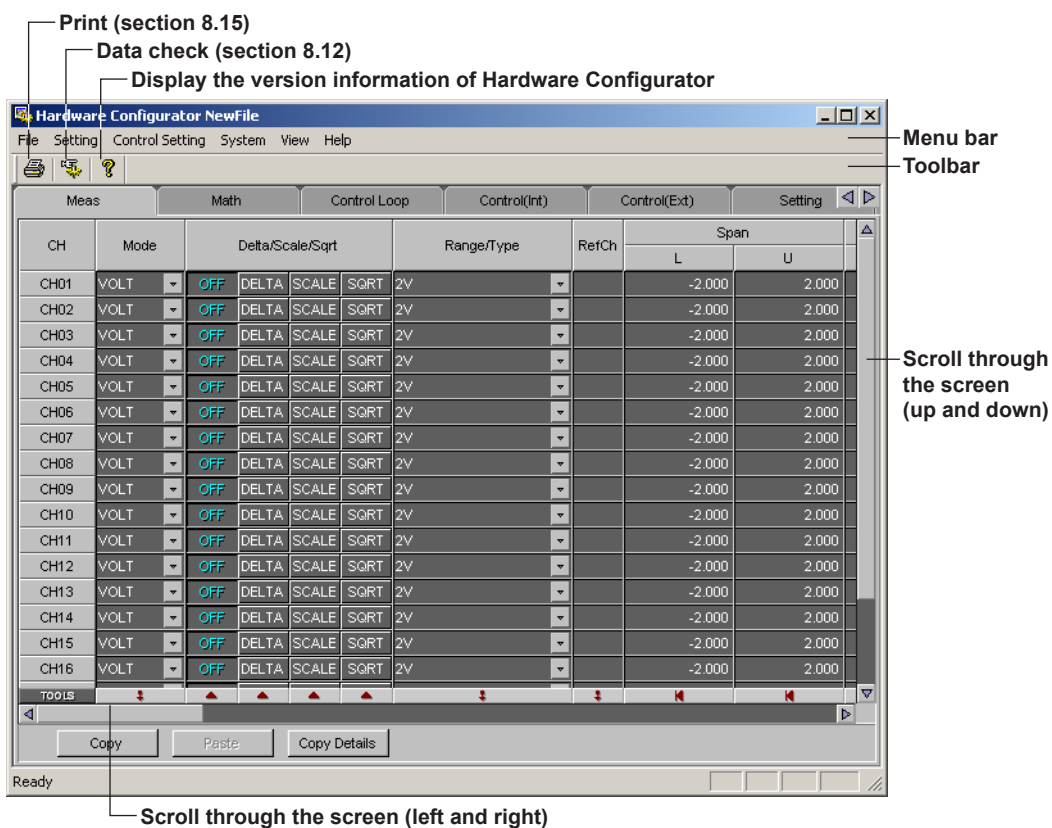 Print (section 8.15)
Data check (section 8.12)
Display the version information of Hardware Configurator
Hardware Configurator NewFile
File Setting Control Setting System View Help
Menu bar
Toolbar
Meas Math Control Loop Control(Int) Control(Ext) Setting
CH Mode Delta/Scale/Sqrt Range/Type RefCh Span
L U
CH01 VOLT OFF DELTA SCALE SQRT 2V -2.000 2.000
CH02 VOLT OFF DELTA SCALE SQRT 2V -2.000 2.000
CH03 VOLT OFF DELTA SCALE SQRT 2V -2.000 2.000
CH04 VOLT OFF DELTA SCALE SQRT 2V -2.000 2.000
CH05 VOLT OFF DELTA SCALE SQRT 2V -2.000 2.000
CH06 VOLT OFF DELTA SCALE SQRT 2V -2.000 2.000
CH07 VOLT OFF DELTA SCALE SQRT 2V -2.000 2.000
CH08 VOLT OFF DELTA SCALE SQRT 2V -2.000 2.000
CH09 VOLT OFF DELTA SCALE SQRT 2V -2.000 2.000
CH10 VOLT OFF DELTA SCALE SQRT 2V -2.000 2.000
CH11 VOLT OFF DELTA SCALE SQRT 2V -2.000 2.000
CH12 VOLT OFF DELTA SCALE SQRT 2V -2.000 2.000
CH13 VOLT OFF DELTA SCALE SQRT 2V -2.000 2.000
CH14 VOLT OFF DELTA SCALE SQRT 2V -2.000 2.000
CH15 VOLT OFF DELTA SCALE SQRT 2V -2.000 2.000
CH16 VOLT OFF DELTA SCALE SQRT 2V -2.000 2.000
TOOLS
Scroll through
the screen
(up and down)
Copy Paste Copy Details
Ready
Scroll through the screen (left and right)